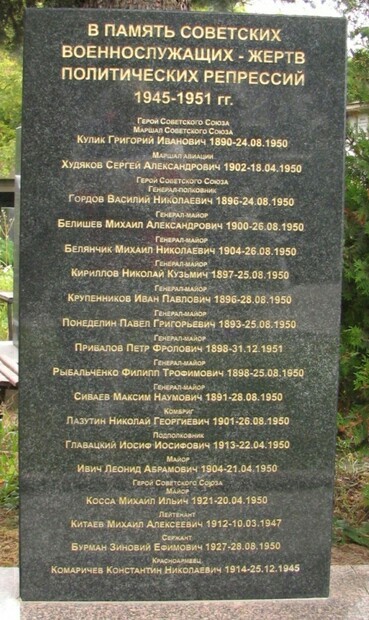 В ПАМЯТЬ СОВЕТСКИХ
ВОЕННОСЛУЖАЩИХ - ЖЕРТВ
ПОЛИТИЧЕСКИХ РЕПРЕССИЙ
1945-1951 гг.
Герой Советского Союза
Маршал Советского Союза
Кулик Григорий Иванович 1890-24.08.1950
Маршал авиации
Худяков Сергей Александрович 1902-18.04.1950
Герой Советского Союза
Генерал-полковник
Гордов Василий Николаевич 1896-24.08.1950
Генерал-майор
Белишев Михаил Александрович 1900-26.08.1950
Генерал-майор
Белянчик Михаил Николаевич 1904-26.08.1950
Генерал-майор
Кириллов Николай Кузьмич 1897-25.08.1950
Генерал-майор
Крупенников Иван Павлович 1896-28.08.1950
Генерал-майор
Понеделин Павел Григорьевич 1893-25.08.1950
Генерал-майор
Привалов Петр Фролович 1898-31.12.1951
Генерал-майор
Рыбальченко Филипп Трофимович 1898-25.08.1950
Генерал-майор
Сиваев Максим Наумович 1891-28.08.1950
Комбриг
Лазутин Николай Георгиевич 1901-26.08.1950
Подполковник
Главацкий Иосиф Иосифович 1913-22.04.1950
Майор
Ивич Леонид Абрамович 1904-21.04.1950
Герой Советского Союза
Майор
Косса Михаил Ильич 1921-20.04.1950
Лейтенант
Китаев Михаил Алексеевич 1912-10.03.1947
Сержант
Бурман Зиновий Ефимович 1927-28.08.1950
Красноармеец
Комаричев Константин Николаевич 1914-25.12.1945